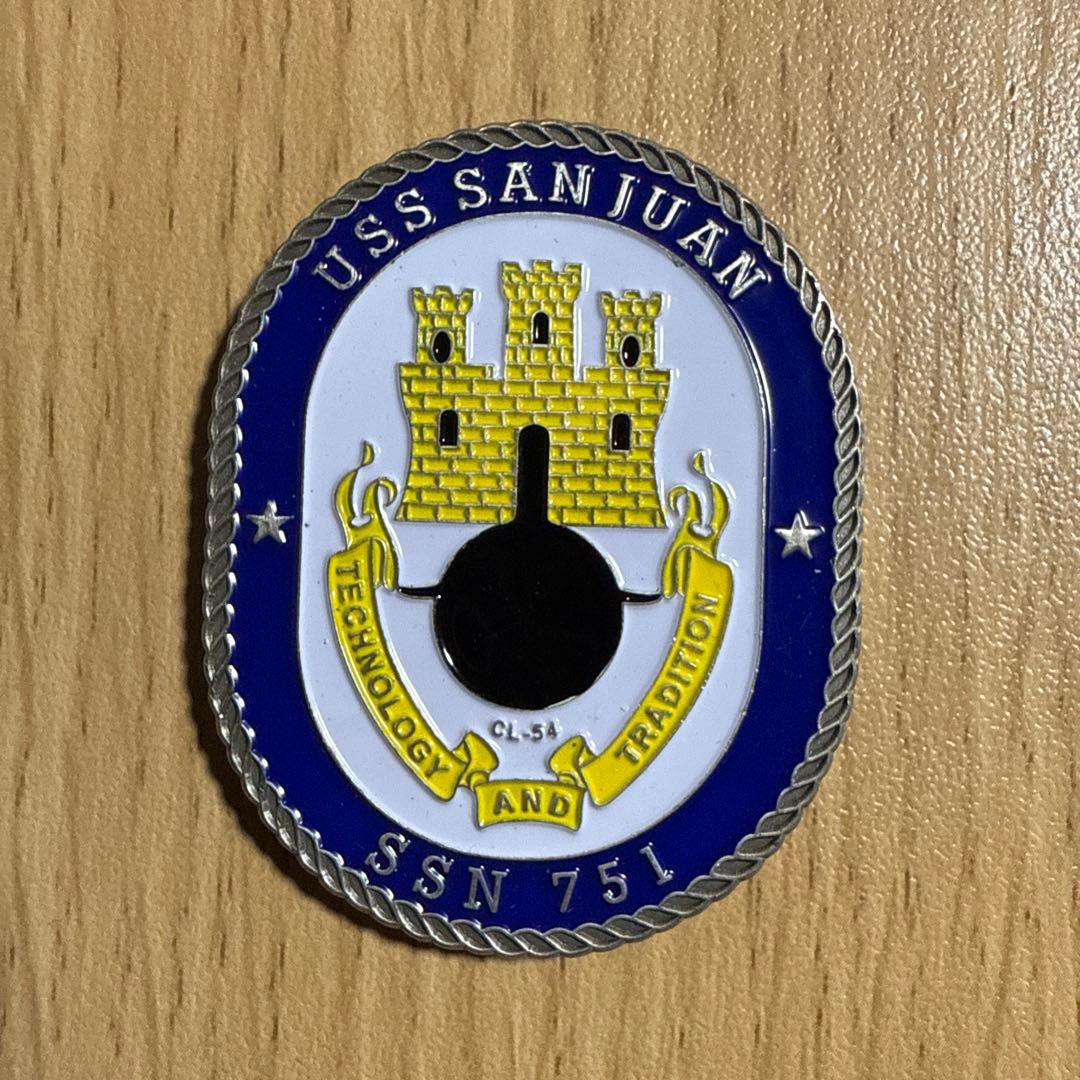 USS SAN JUAN
TECHNOLOGY
AND
TRADITION
CL-54
SSN 751